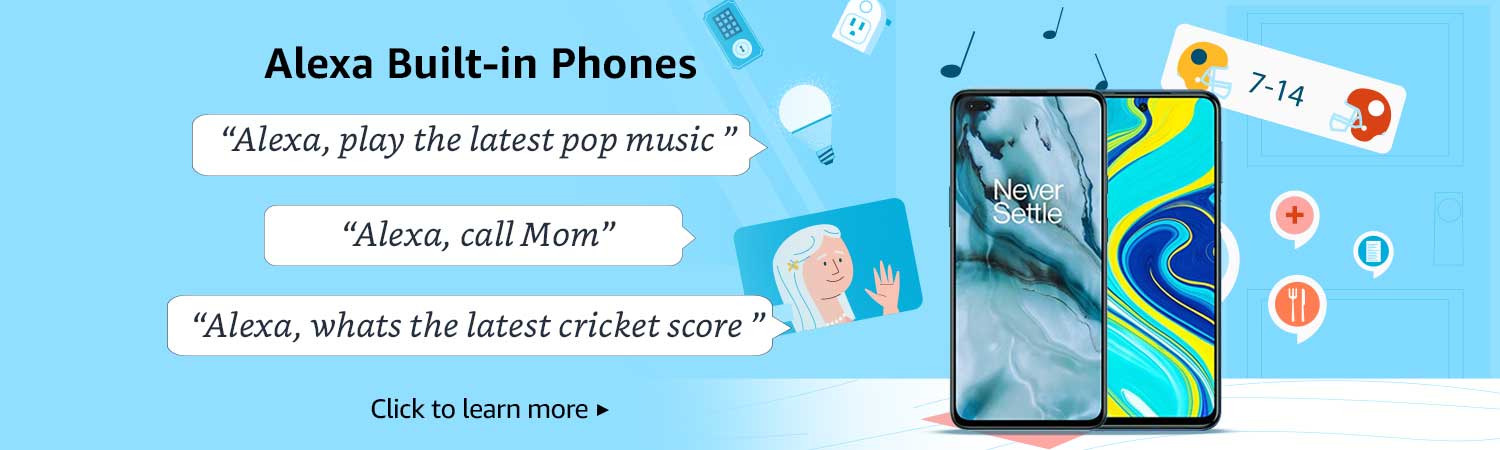 Alexa Built-in Phones
“Alexa, play the latest pop music ”
“Alexa, call Mom”
“Alexa, whats the latest cricket score ”
Click to learn more ▸
Never
Settle
7-14